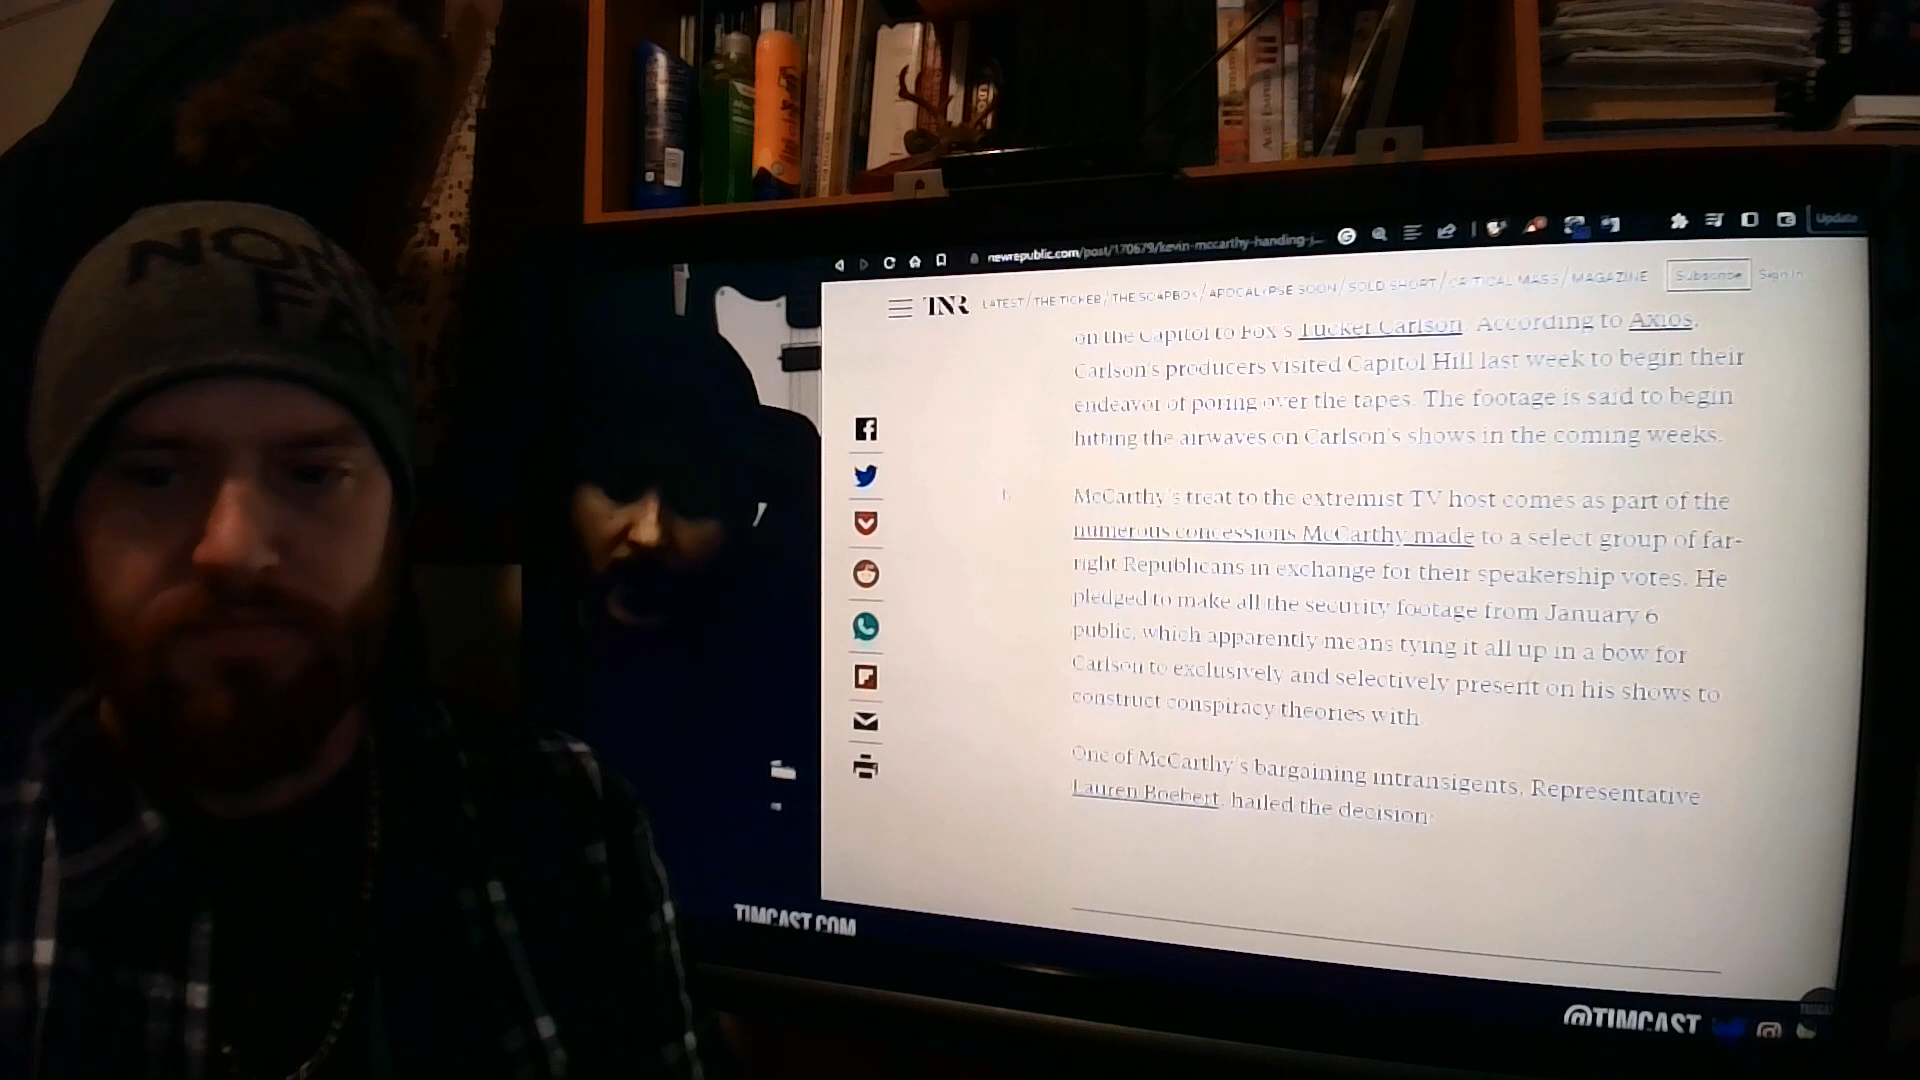 NOR
FA
newrepublic.com/post/170679/kevin-mccarthy-handing-j...
Update
TNR LATEST / THE TICKER / THE SOAPBOX / APOCALYPSE SOON / SOLD SHORT / CRITICAL MASS / MAGAZINE Subscribe Sign In
on the Capitol to Fox's Tucker Carlson. According to Axios,
Carlson's producers visited Capitol Hill last week to begin their
endeavor of poring over the tapes. The footage is said to begin
hitting the airwaves on Carlson's shows in the coming weeks.
McCarthy's treat to the extremist TV host comes as part of the
numerous concessions McCarthy made to a select group of far-
right Republicans in exchange for their speakership votes. He
pledged to make all the security footage from January 6
public, which apparently means tying it all up in a bow for
Carlson to exclusively and selectively present on his shows to
construct conspiracy theories with.
One of McCarthy's bargaining intransigents, Representative
Lauren Boebert, hailed the decision:
TIMCAST.COM
@TIMCAST